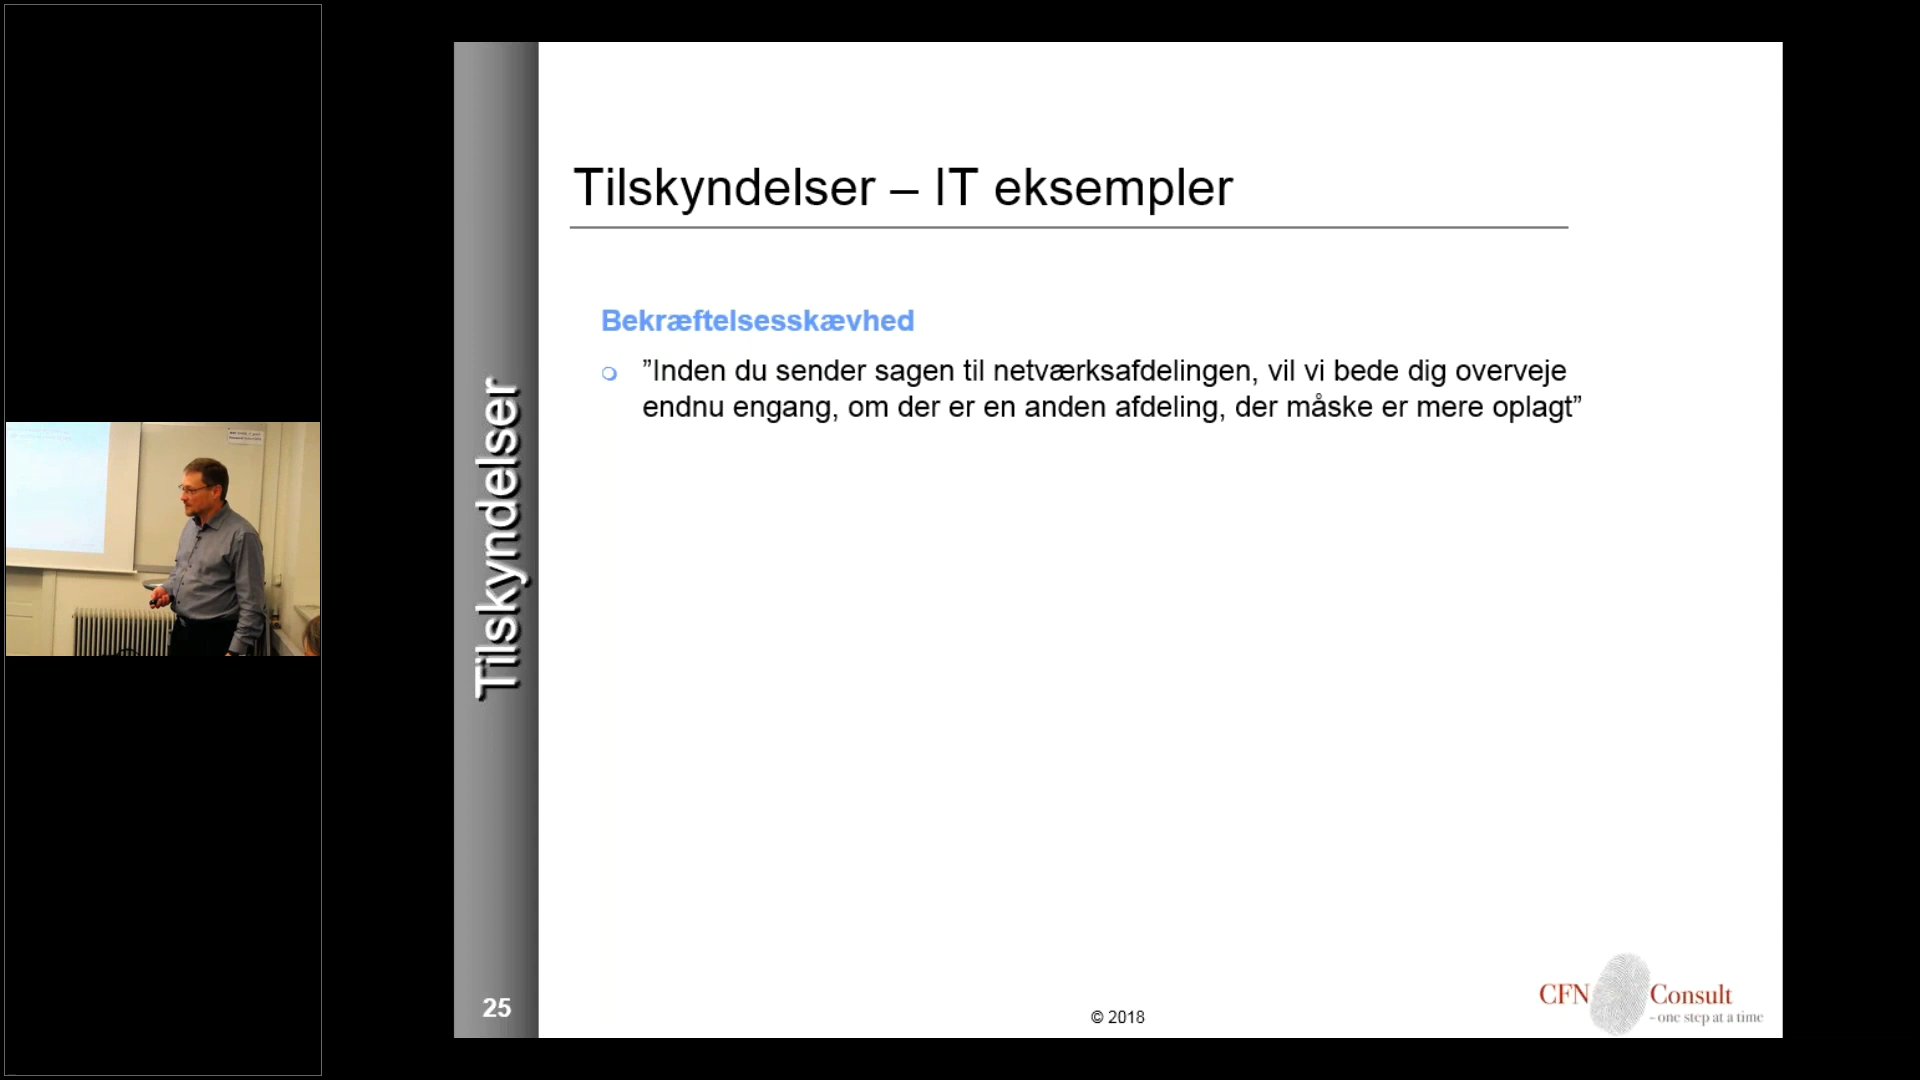 Tilskyndelser – IT eksempler
Bekræftelsesskævhed
”Inden du sender sagen til netværksafdelingen, vil vi bede dig overveje
endnu engang, om der er en anden afdeling, der måske er mere oplagt”
Tilskyndelser
25
© 2018
CFN Consult
- one step at a time